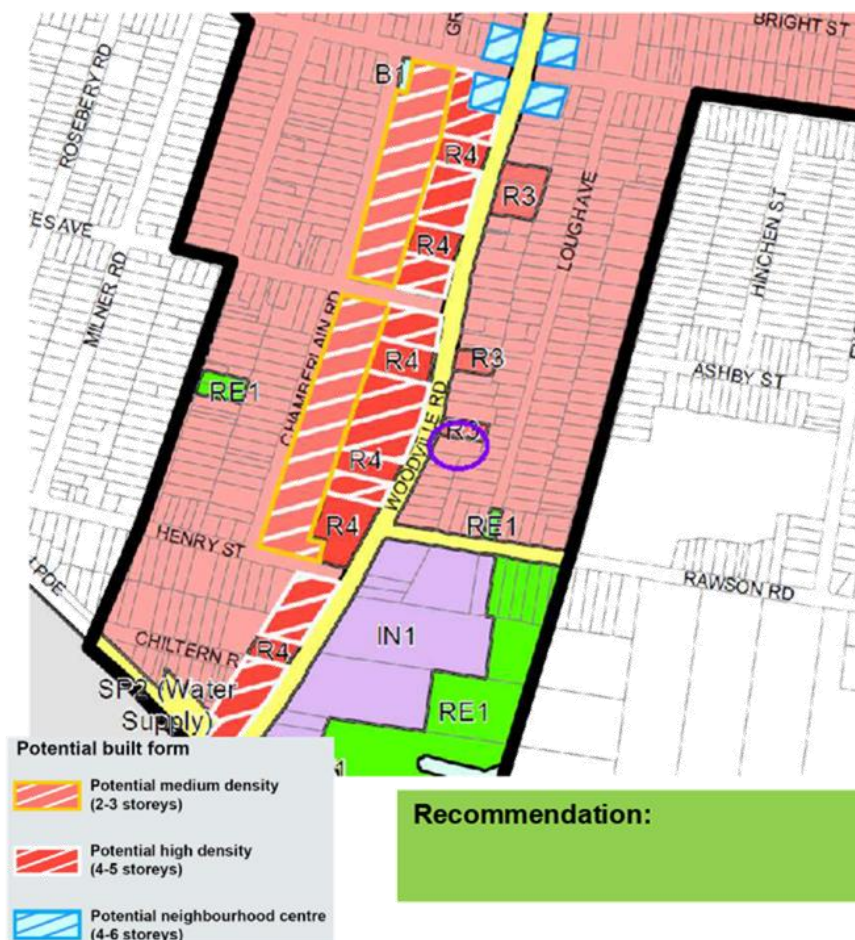 BRIGHT ST
GR
ROSEBERY RD
B1
R4
R3
HINCHEN ST
LOUGH AVE
ES AVE
R4
MILNER RD
CHAMBERLAIN RD
R4
R3
ASHBY ST
RE1
WOODVILLE RD
R3
R4
R4
RE1
HENRY ST
RAWSON RD
IN1
CHILTERN R
R4
SP2 (Water
Supply)
RE1
Potential built form
Potential medium density
(2-3 storeys)
Potential high density
(4-5 storeys)
Potential neighbourhood centre
(4-6 storeys)
Recommendation: